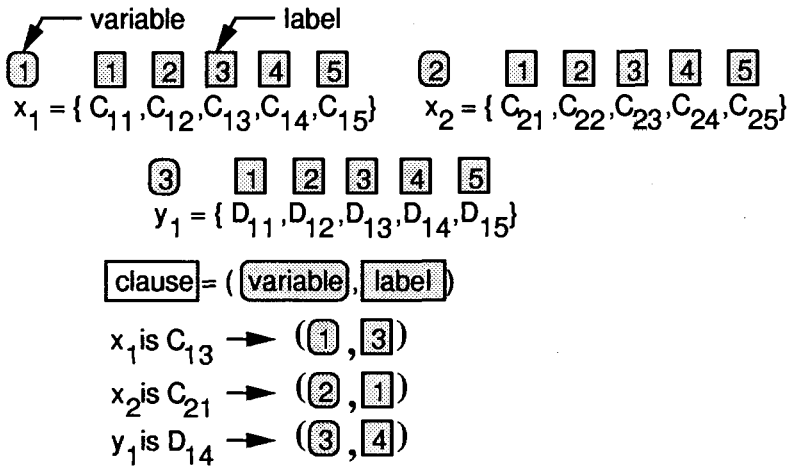 variable label
1 1 2 3 4 5 2 1 2 3 4 5
x₁ = { C₁₁ ,C₁₂ ,C₁₃ ,C₁₄ ,C₁₅} x₂ = { C₂₁ ,C₂₂ ,C₂₃ ,C₂₄ ,C₂₅}
3 1 2 3 4 5
y₁ = { D₁₁ ,D₁₂ ,D₁₃ ,D₁₄ ,D₁₅}
clause = ( variable , label )
x₁ is C₁₃ → (1 , 3)
x₂ is C₂₁ → (2 , 1)
y₁ is D₁₄ → (3 , 4)